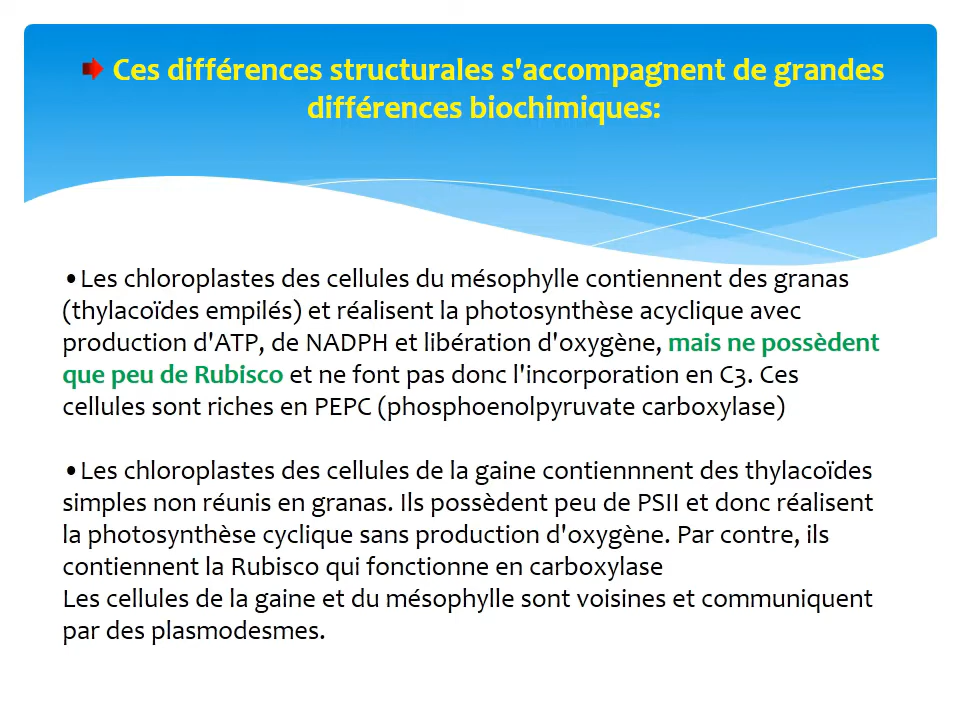 Ces différences structurales s'accompagnent de grandes
différences biochimiques:
•Les chloroplastes des cellules du mésophylle contiennent des granas
(thylacoïdes empilés) et réalisent la photosynthèse acyclique avec
production d'ATP, de NADPH et libération d'oxygène, mais ne possèdent
que peu de Rubisco et ne font pas donc l'incorporation en C3. Ces
cellules sont riches en PEPC (phosphoenolpyruvate carboxylase)
•Les chloroplastes des cellules de la gaine contiennnent des thylacoïdes
simples non réunis en granas. Ils possèdent peu de PSII et donc réalisent
la photosynthèse cyclique sans production d'oxygène. Par contre, ils
contiennent la Rubisco qui fonctionne en carboxylase
Les cellules de la gaine et du mésophylle sont voisines et communiquent
par des plasmodesmes.